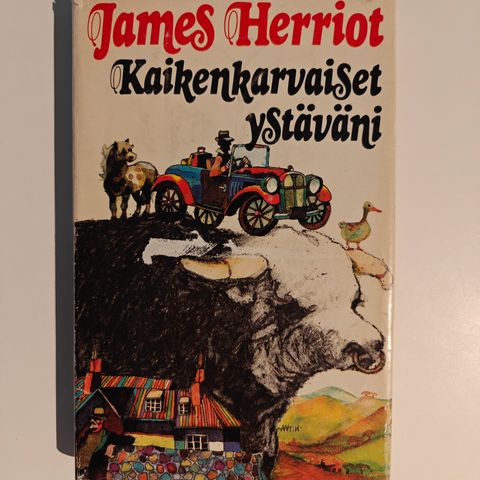 James Herriot
Kaikenkarvaiset
ystäväni